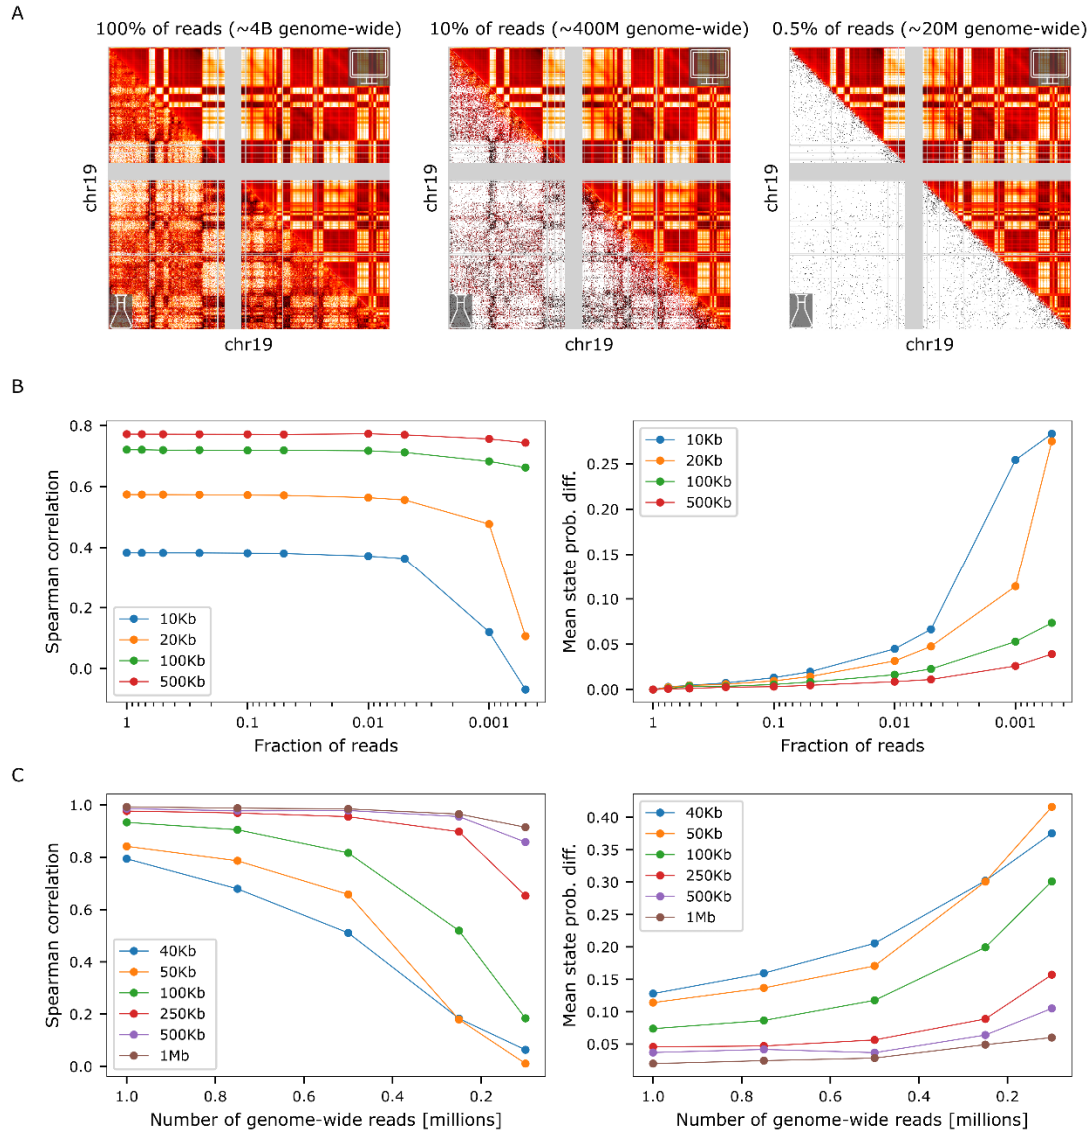 A
100% of reads (~4B genome-wide)
10% of reads (~400M genome-wide)
0.5% of reads (~20M genome-wide)
chr19
chr19
chr19
chr19
chr19
B
0.8
0.6
0.4
0.2
0.0
Spearman correlation
10Kb
20Kb
100Kb
500Kb
1
0.1
0.01
0.001
Fraction of reads
0.25
0.20
0.15
0.10
0.05
0.00
Mean state prob. diff.
10Kb
20Kb
100Kb
500Kb
1
0.1
0.01
0.001
Fraction of reads
C
1.0
0.8
0.6
0.4
0.2
0.0
Spearman correlation
40Kb
50Kb
100Kb
250Kb
500Kb
1Mb
1.0
0.8
0.6
0.4
0.2
Number of genome-wide reads [millions]
0.40
0.35
0.30
0.25
0.20
0.15
0.10
0.05
Mean state prob. diff.
40Kb
50Kb
100Kb
250Kb
500Kb
1Mb
1.0
0.8
0.6
0.4
0.2
Number of genome-wide reads [millions]